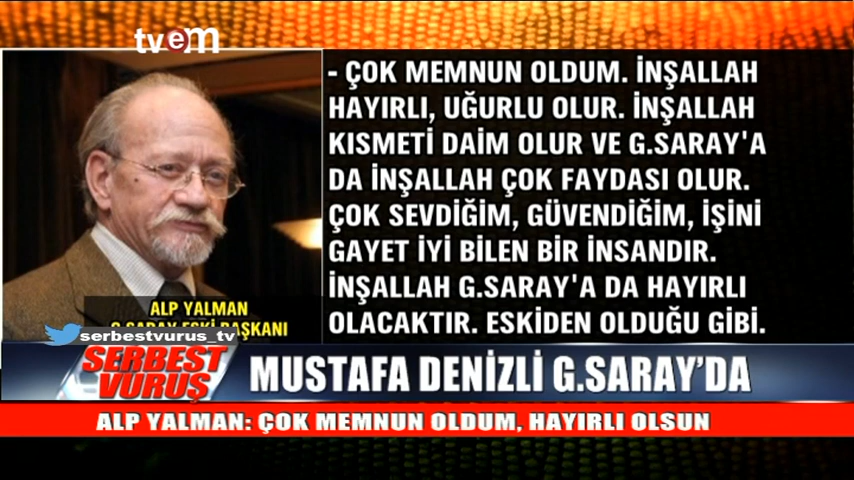 tvem
- ÇOK MEMNUN OLDUM. İNŞALLAH
HAYIRLI, UĞURLU OLUR. İNŞALLAH
KISMETİ DAİM OLUR VE G.SARAY'A
DA İNŞALLAH ÇOK FAYDASI OLUR.
ÇOK SEVDİĞİM, GÜVENDİĞİM, İŞİNİ
GAYET İYİ BİLEN BİR İNSANDIR.
İNŞALLAH G.SARAY'A DA HAYIRLI
OLACAKTIR. ESKİDEN OLDUĞU GİBİ.
ALP YALMAN
G.SARAY ESKİ BAŞKANI
serbestvurus_tv
SERBEST
VURUŞ
MUSTAFA DENİZLİ G.SARAY'DA
ALP YALMAN: ÇOK MEMNUN OLDUM, HAYIRLI OLSUN